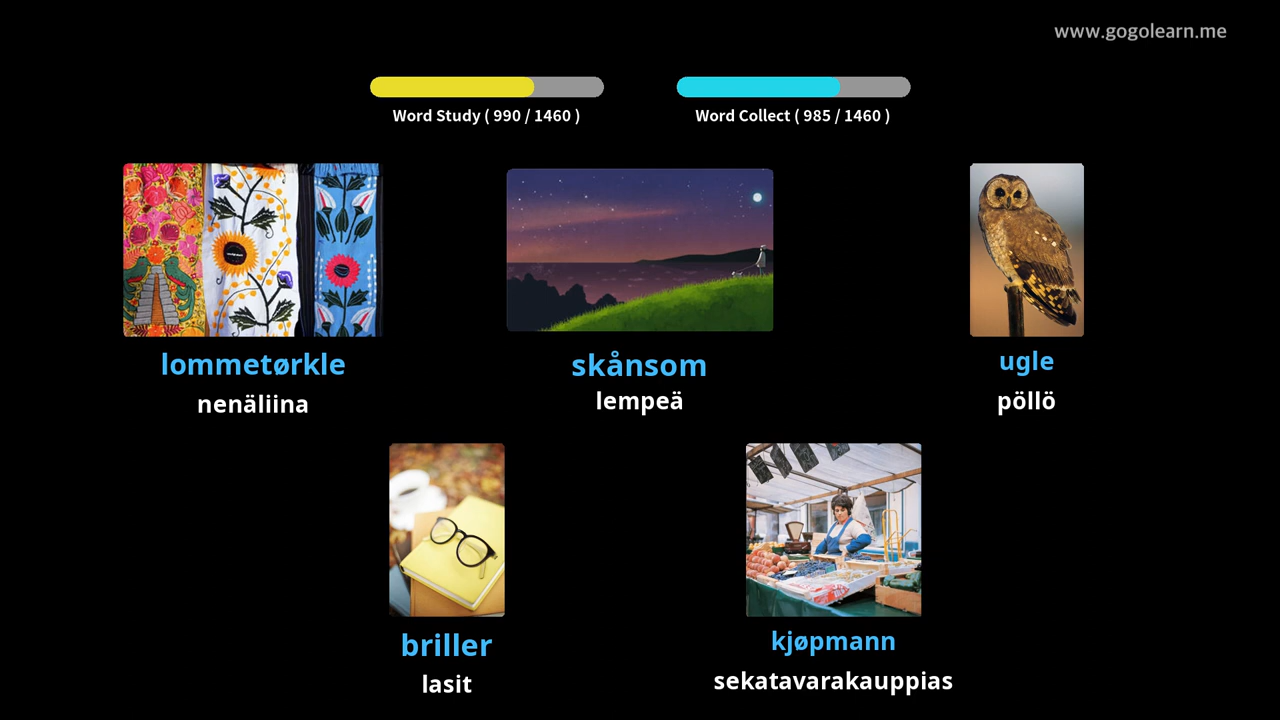 www.gogolearn.me
Word Study ( 990 / 1460 )
Word Collect ( 985 / 1460 )
lommetørkle
nenäliina
skånsom
lempeä
ugle
pöllö
briller
lasit
kjøpmann
sekatavarakauppias